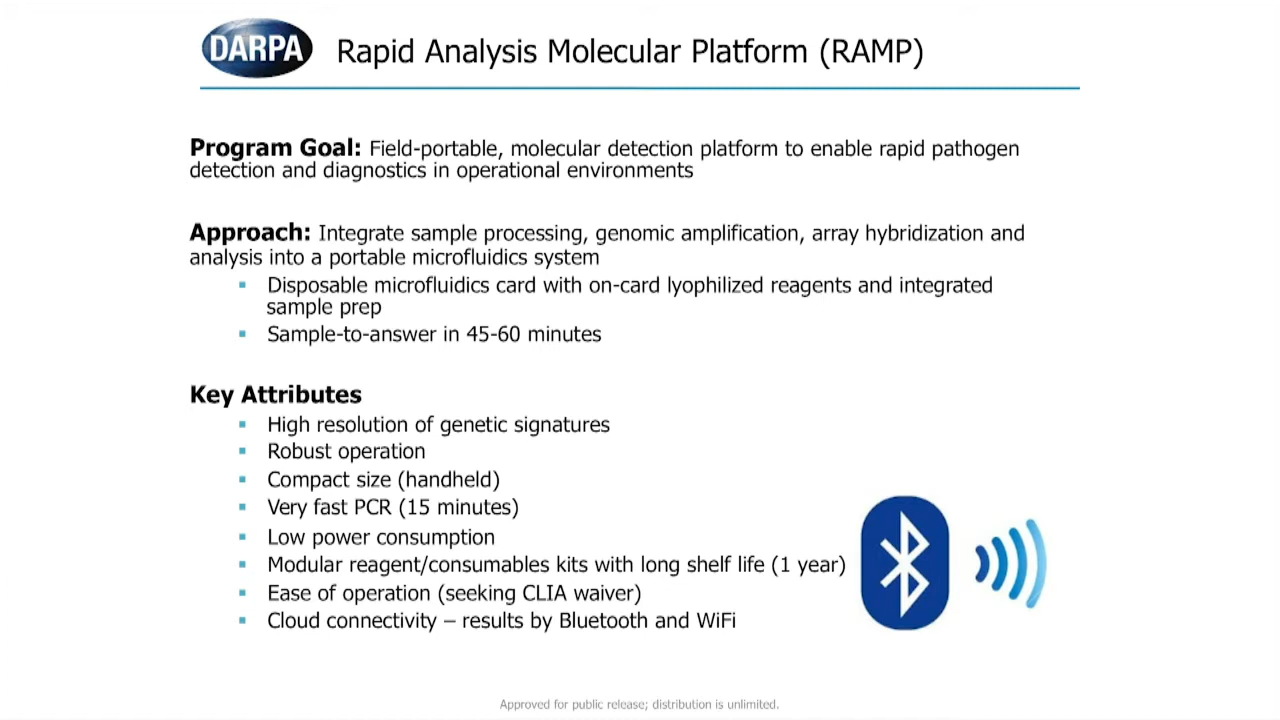 DARPA
Rapid Analysis Molecular Platform (RAMP)
Program Goal: Field-portable, molecular detection platform to enable rapid pathogen
detection and diagnostics in operational environments
Approach: Integrate sample processing, genomic amplification, array hybridization and
analysis into a portable microfluidics system
▪ Disposable microfluidics card with on-card lyophilized reagents and integrated
sample prep
▪ Sample-to-answer in 45-60 minutes
Key Attributes
▪ High resolution of genetic signatures
▪ Robust operation
▪ Compact size (handheld)
▪ Very fast PCR (15 minutes)
▪ Low power consumption
▪ Modular reagent/consumables kits with long shelf life (1 year)
▪ Ease of operation (seeking CLIA waiver)
▪ Cloud connectivity – results by Bluetooth and WiFi
Approved for public release; distribution is unlimited.